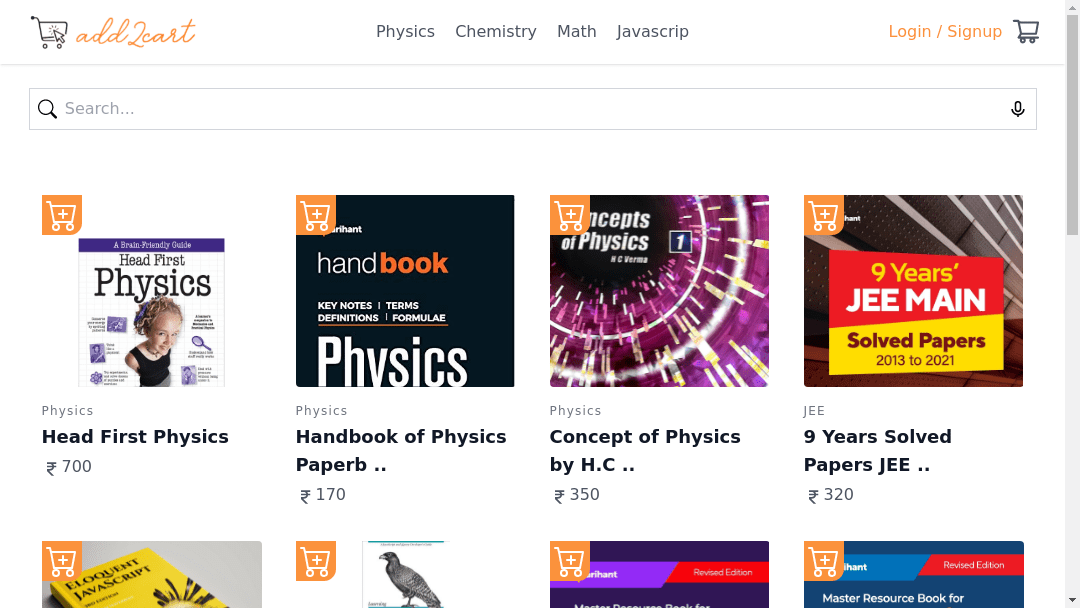 add2cart
Physics Chemistry Math Javascrip
Login / Signup
Search...
A Brain-Friendly Guide
Head First
Physics
arihant
handbook
KEY NOTES | TERMS
DEFINITIONS | FORMULAE
Physics
ncepts
of Physics
1
H C Verma
9 Years'
JEE MAIN
Solved Papers
2013 to 2021
Physics
Head First Physics
₹ 700
Physics
Handbook of Physics
Paperb ..
₹ 170
Physics
Concept of Physics
by H.C ..
₹ 350
JEE
9 Years Solved
Papers JEE ..
₹ 320
ELOQUENT
JAVASCRIPT
Learning
arihant
Revised Edition
Master Resource Book for
Revised Edition
Master Resource Book for